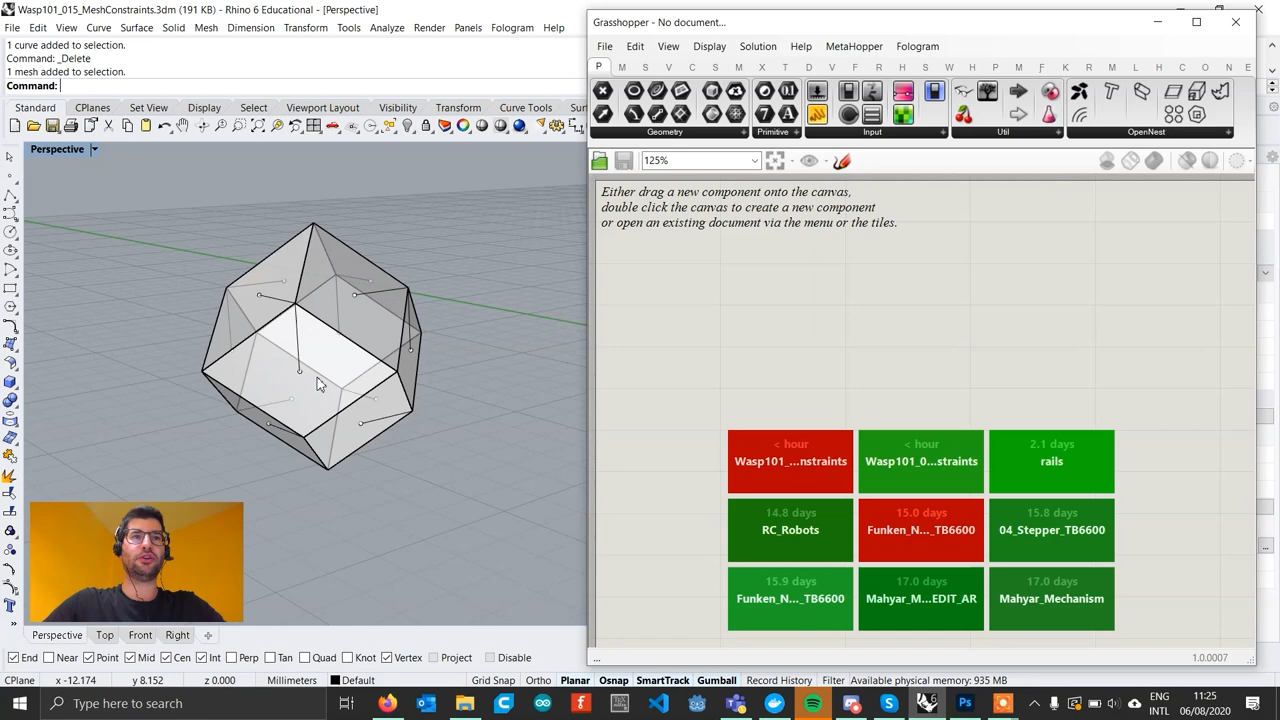 Wasp101_015_MeshConstraints.3dm (191 KB) - Rhino 6 Educational - [Perspective]
File Edit View Curve Surface Solid Mesh Dimension Transform Tools Analyze Render Panels Fologram Help
1 curve added to selection.
Command: _Delete
1 mesh added to selection.
Command:
Standard CPlanes Set View Display Select Viewport Layout Visibility Transform Curve Tools Su
Perspective
Grasshopper - No document...
File Edit View Display Solution Help MetaHopper Fologram
P M S V C S M X T D V R H S W K H P M F K R M L H C D A N E
Geometry Primitive Input Util OpenNest
125%
Either drag a new component onto the canvas,
double click the canvas to create a new component
or open an existing document via the menu or the tiles.
< hour
Wasp101_...nstraints
< hour
Wasp101_0...straints
2.1 days
rails
14.8 days
RC_Robots
15.0 days
Funken_N..._TB6600
15.8 days
04_Stepper_TB6600
15.9 days
Funken_N..._TB6600
17.0 days
Mahyar_M...EDIT_AR
17.0 days
Mahyar_Mechanism
...
1.0.0007
Perspective Top Front Right
End Near Point Mid Cen Int Perp Tan Quad Knot Vertex Project Disable
CPlane x -12.174 y 8.152 z 0.000 Millimeters Default Grid Snap Ortho Planar Osnap SmartTrack Gumball Record History Filter Available physical memory: 935 MB
Type here to search
ENG
INTL
11:25
06/08/2020